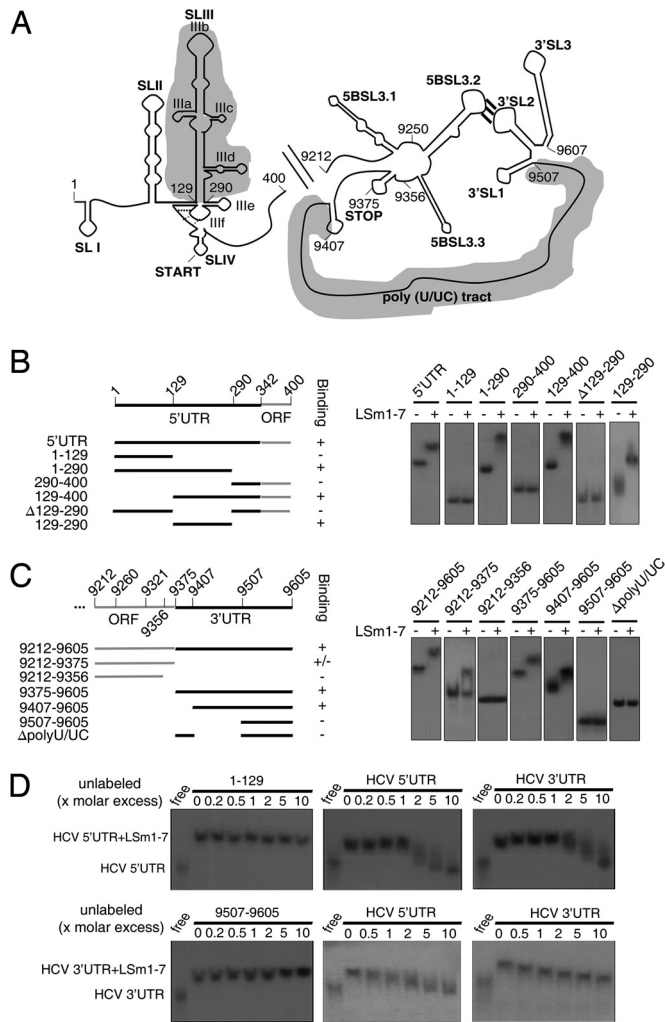 A
SLIII
IIIb
SLII
IIIa
IIIc
IIId
1
129
290
400
IIIe
IIIf
SL I
SLIV
START
3'SL3
5BSL3.2
3'SL2
5BSL3.1
9250
9212
9607
9507
3'SL1
9375
STOP
9356
9407
5BSL3.3
poly (U/UC) tract
B
1 129 290 342 400
5'UTR ORF
Binding
5'UTR +
1-129 -
1-290 +
290-400 -
129-400 +
Δ129-290 -
129-290 +
5'UTR 1-129 1-290 290-400 129-400 Δ129-290 129-290
LSm1-7 - + - + - + - + - + - + - +
C
9212 9260 9321 9375 9407 9507 9605
... ORF 9356 3'UTR
Binding
9212-9605 +
9212-9375 +/-
9212-9356 -
9375-9605 +
9407-9605 +
9507-9605 -
ΔpolyU/UC -
9212-9605 9212-9375 9212-9356 9375-9605 9407-9605 9507-9605 ΔpolyU/UC
LSm1-7 - + - + - + - + - + - + - +
D
unlabeled
(x molar excess)
free 1-129 0 0.2 0.5 1 2 5 10
free HCV 5'UTR 0 0.2 0.5 1 2 5 10
free HCV 3'UTR 0 0.2 0.5 1 2 5 10
HCV 5'UTR+LSm1-7
HCV 5'UTR
unlabeled
(x molar excess)
free 9507-9605 0 0.2 0.5 1 2 5 10
free HCV 5'UTR 0 0.5 1 2 5 10
free HCV 3'UTR 0 0.5 1 2 5 10
HCV 3'UTR+LSm1-7
HCV 3'UTR